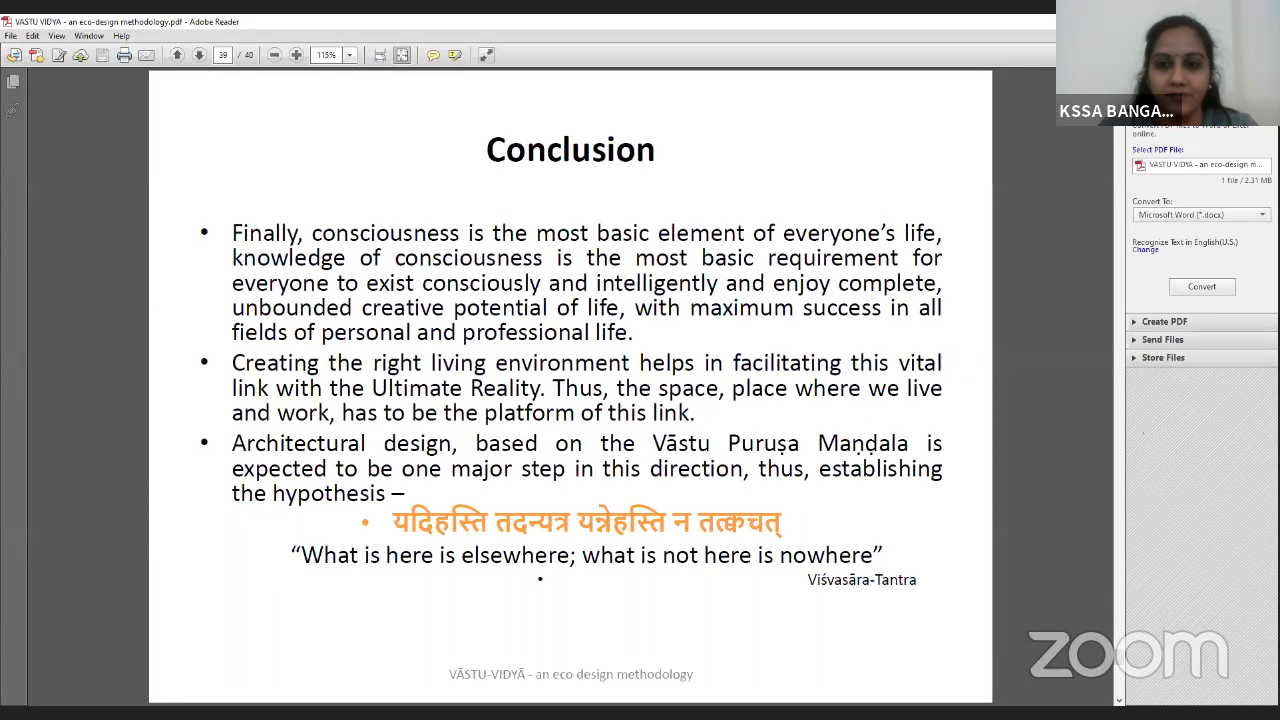 VASTU VIDYA - an eco-design methodology.pdf - Adobe Reader
File Edit View Window Help
39 / 40 115%
KSSA BANGA...
online.
Select PDF File:
VASTU VIDYA - an eco-design m...
1 file / 2.31 MB
Convert To:
Microsoft Word (*.docx)
Recognize Text in English(U.S.)
Change
Convert
Create PDF
Send Files
Store Files
Conclusion
• Finally, consciousness is the most basic element of everyone’s life,
knowledge of consciousness is the most basic requirement for
everyone to exist consciously and intelligently and enjoy complete,
unbounded creative potential of life, with maximum success in all
fields of personal and professional life.
• Creating the right living environment helps in facilitating this vital
link with the Ultimate Reality. Thus, the space, place where we live
and work, has to be the platform of this link.
• Architectural design, based on the Vāstu Puruṣa Maṇḍala is
expected to be one major step in this direction, thus, establishing
the hypothesis –
• यदिहस्ति तदन्यत्र यन्नेहस्ति न तत्क्वचत्
“What is here is elsewhere; what is not here is nowhere”
• Viśvasāra-Tantra
VĀSTU-VIDYĀ - an eco design methodology
zoom